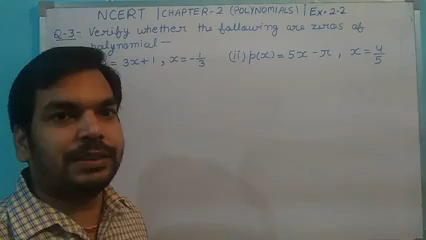 NCERT | CHAPTER-2 (POLYNOMIALS) | Ex. 2.2
Q-3:- Verify whether the following are zeros of
polynomial —
= 3x+1 , x = -1/3 (ii) p(x) = 5x - π , x = 4/5